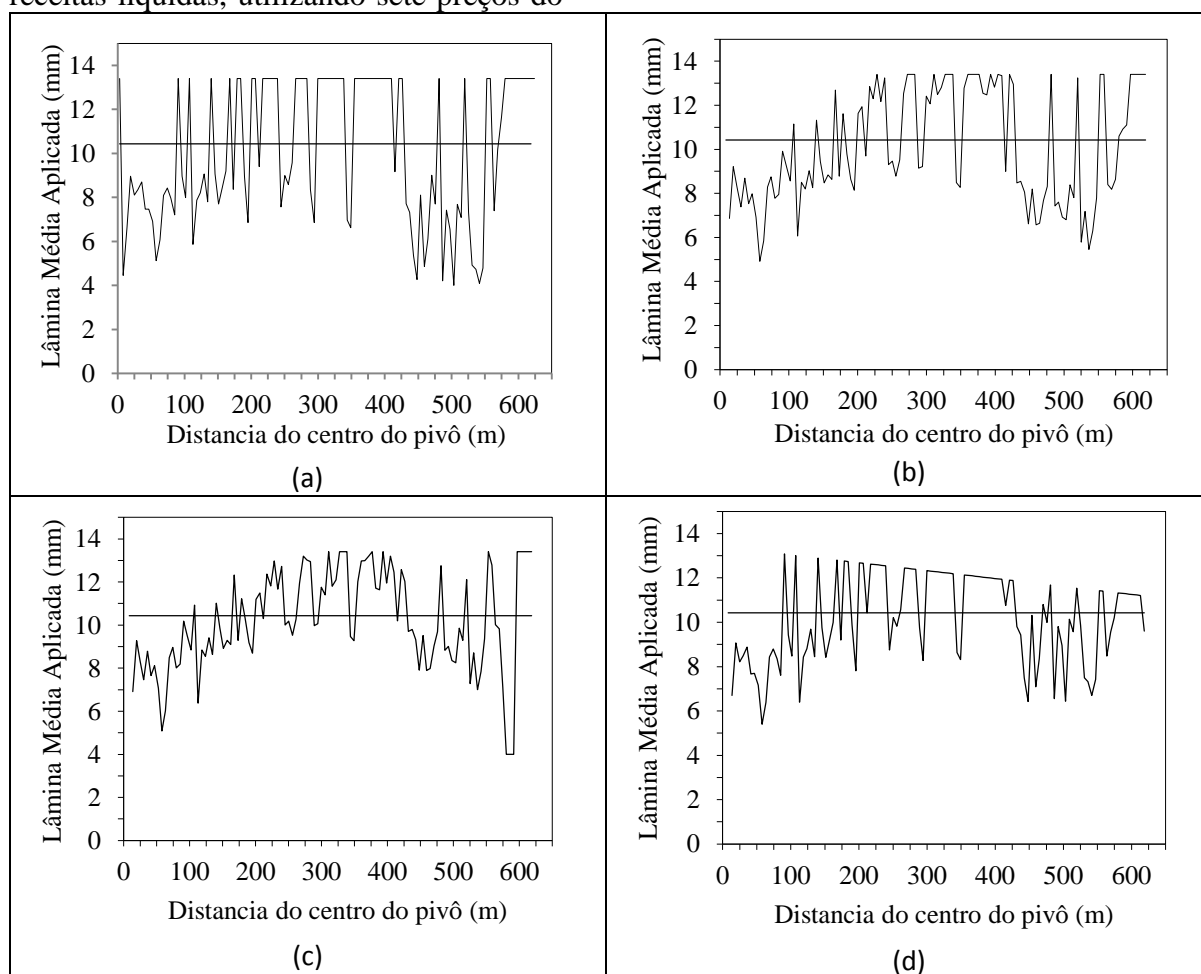 receitas líquidas, utilizando sete preços do
Lâmina Média Aplicada (mm)
14
12
10
8
6
4
2
0
0 100 200 300 400 500 600
Distancia do centro do pivô (m)
(a)
Lâmina Média Aplicada (mm)
14
12
10
8
6
4
2
0
0 100 200 300 400 500 600
Distancia do centro do pivô (m)
(b)
Lâmina Média Aplicada (mm)
14
12
10
8
6
4
2
0
0 100 200 300 400 500 600
Distancia do centro do pivô (m)
(c)
Lâmina Média Aplicada (mm)
14
12
10
8
6
4
2
0
0 100 200 300 400 500 600
Distancia do centro do pivô (m)
(d)